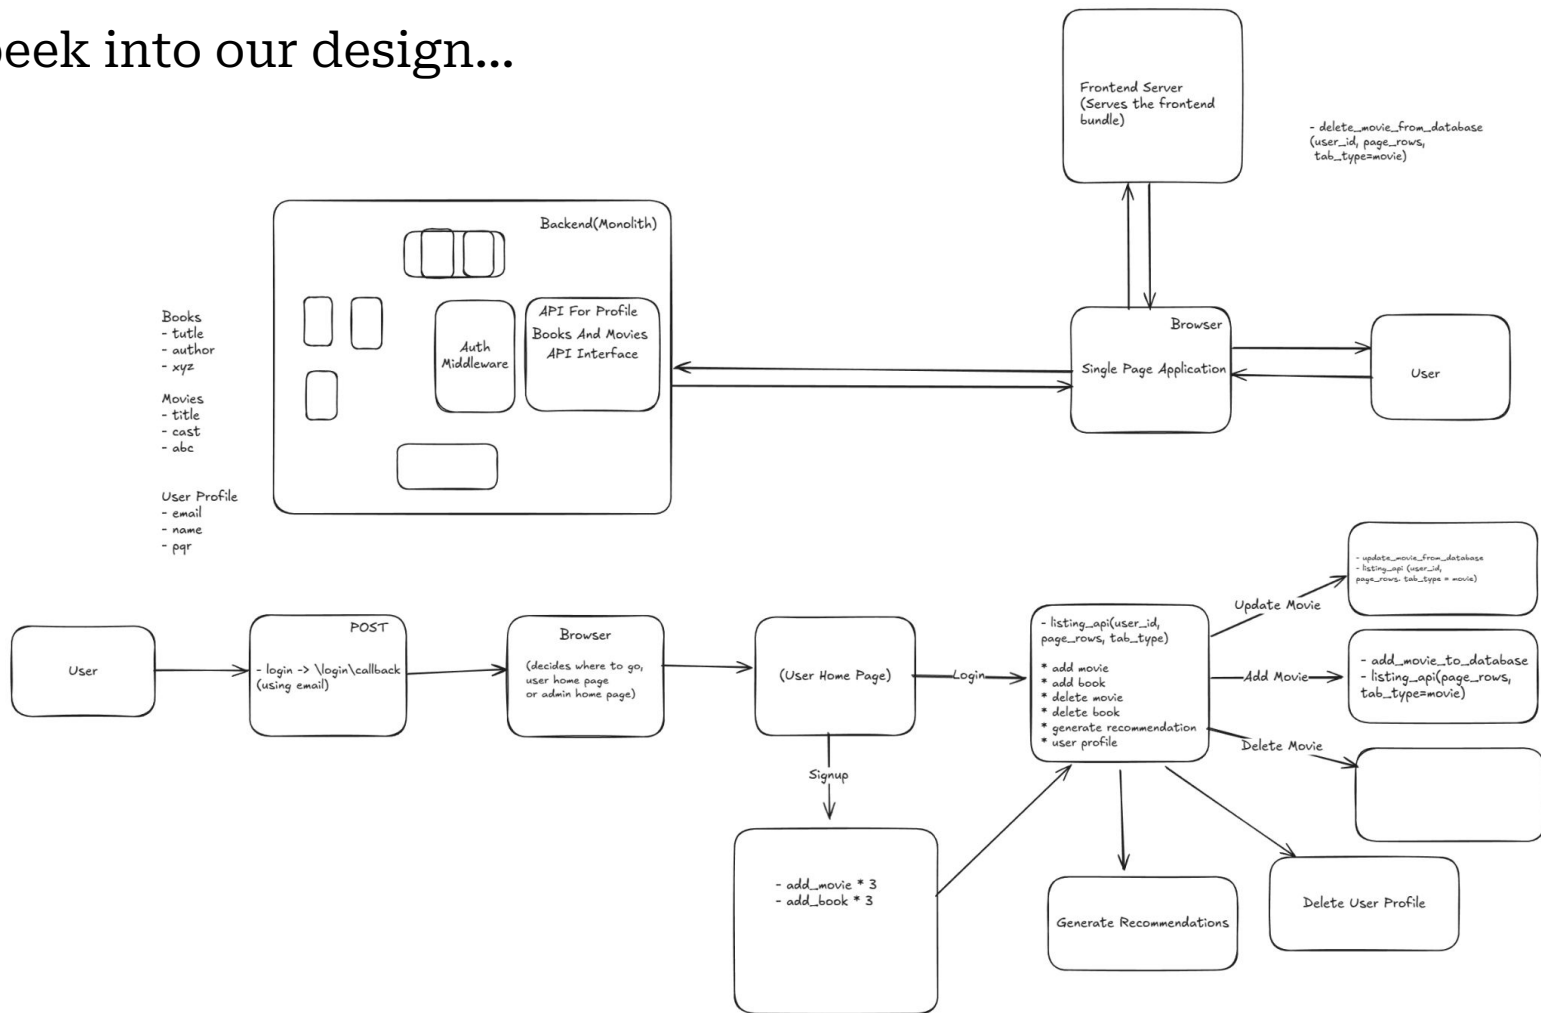 peek into our design...
Frontend Server
(Serves the frontend
bundle)
- delete_movie_from_database
(user_id, page_rows,
tab_type=movie)
Backend(Monolith)
Auth
Middleware
API For Profile
Books And Movies
API Interface
Browser
Single Page Application
User
Books
- tutle
- author
- xyz
Movies
- title
- cast
- abc
User Profile
- email
- name
- pqr
User
POST
- login -> \login\callback
(using email)
Browser
(decides where to go,
user home page
or admin home page)
(User Home Page)
Login
Signup
- add_movie * 3
- add_book * 3
- listing_api(user_id,
page_rows, tab_type)
* add movie
* add book
* delete movie
* delete book
* generate recommendation
* user profile
Update Movie
- update_movie_from_database
- listing_api (user_id,
page_rows. tab_type = movie)
Add Movie
- add_movie_to_database
- listing_api(page_rows,
tab_type=movie)
Delete Movie
Generate Recommendations
Delete User Profile